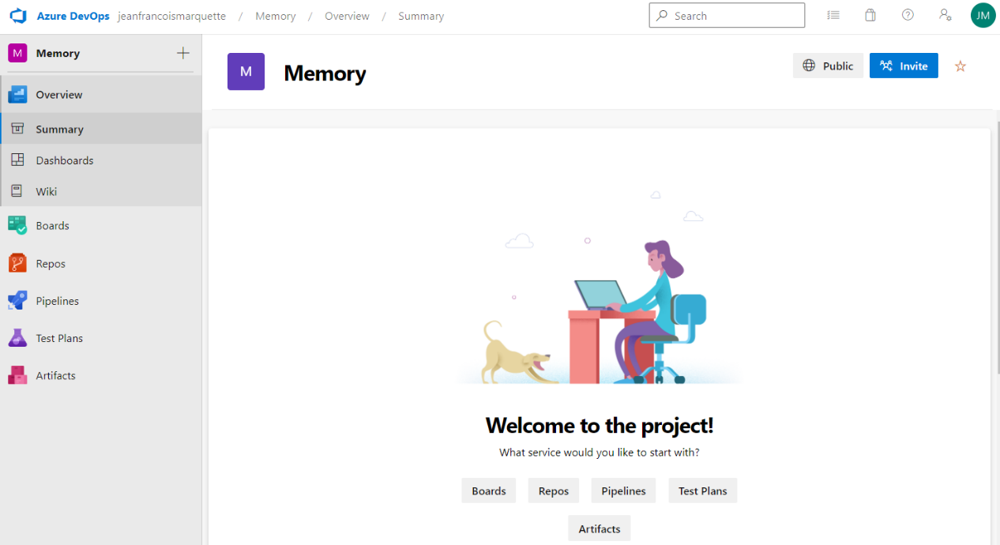 Azure DevOps jeanfrancoismarquette / Memory / Overview / Summary Search JM
M Memory
Overview
Summary
Dashboards
Wiki
Boards
Repos
Pipelines
Test Plans
Artifacts
M Memory Public Invite
Welcome to the project!
What service would you like to start with?
Boards Repos Pipelines Test Plans
Artifacts